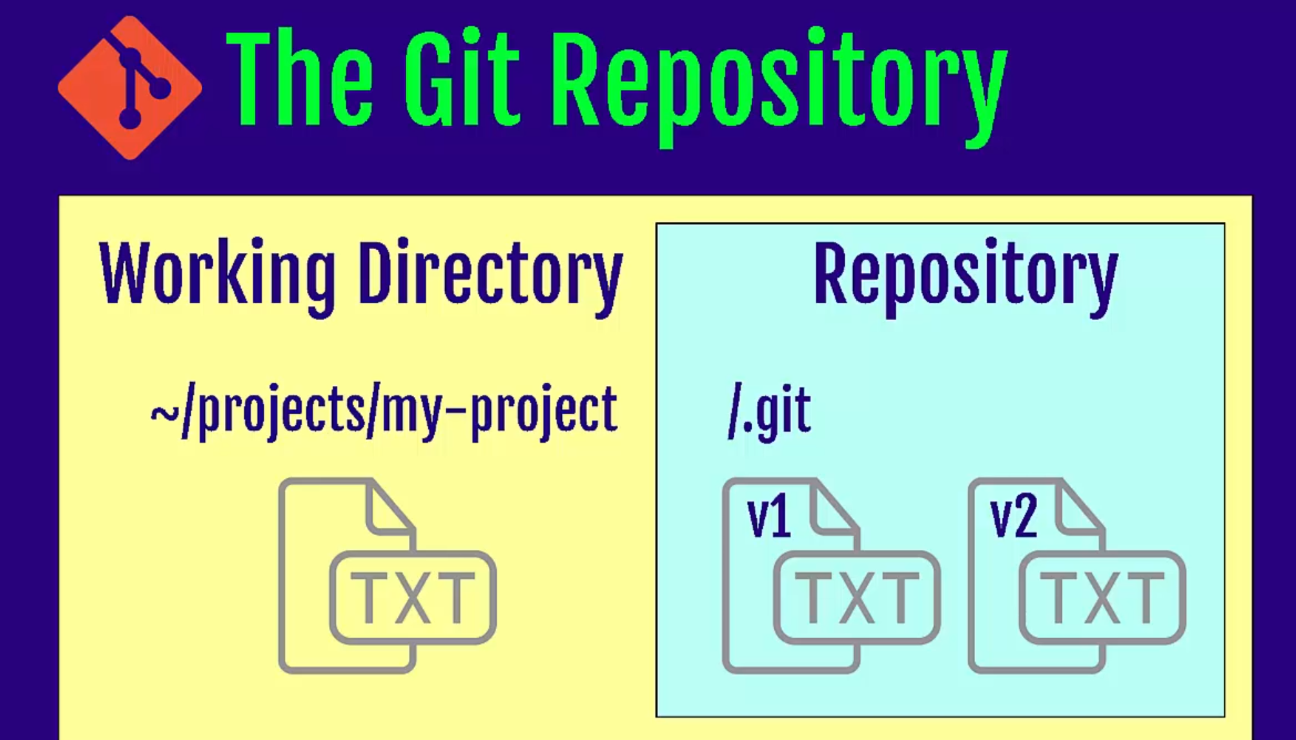 The Git Repository
Working Directory
Repository
~/projects/my-project
/.git
TXT
v1
TXT
v2
TXT